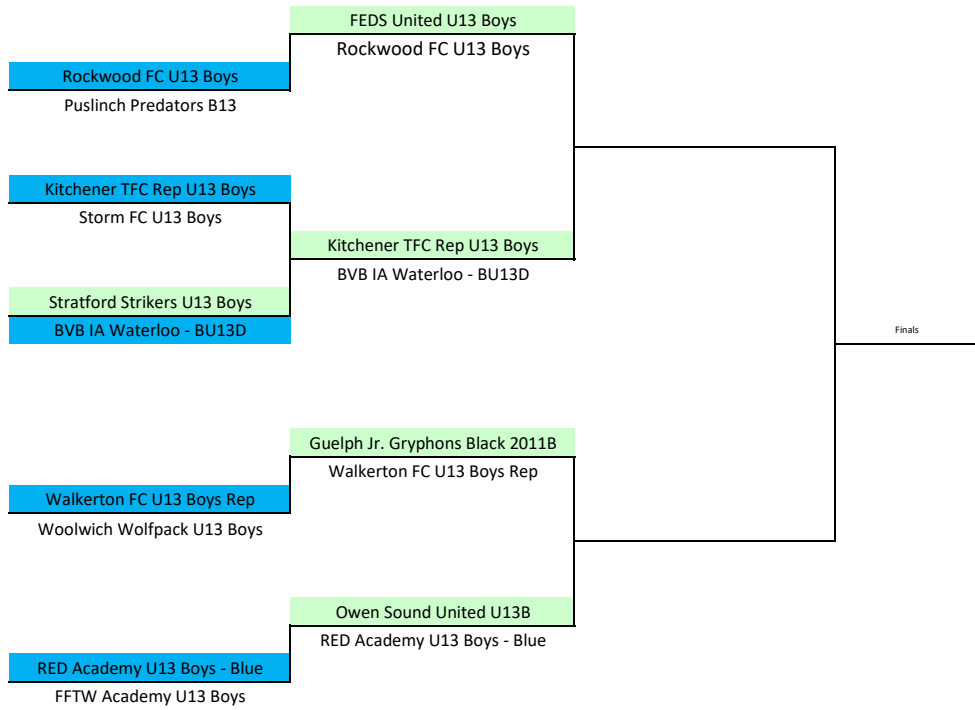 FEDS United U13 Boys
Rockwood FC U13 Boys
Rockwood FC U13 Boys
Puslinch Predators B13
Kitchener TFC Rep U13 Boys
Storm FC U13 Boys
Kitchener TFC Rep U13 Boys
BVB IA Waterloo - BU13D
Stratford Strikers U13 Boys
BVB IA Waterloo - BU13D
Finals
Guelph Jr. Gryphons Black 2011B
Walkerton FC U13 Boys Rep
Walkerton FC U13 Boys Rep
Woolwich Wolfpack U13 Boys
Owen Sound United U13B
RED Academy U13 Boys - Blue
RED Academy U13 Boys - Blue
FFTW Academy U13 Boys